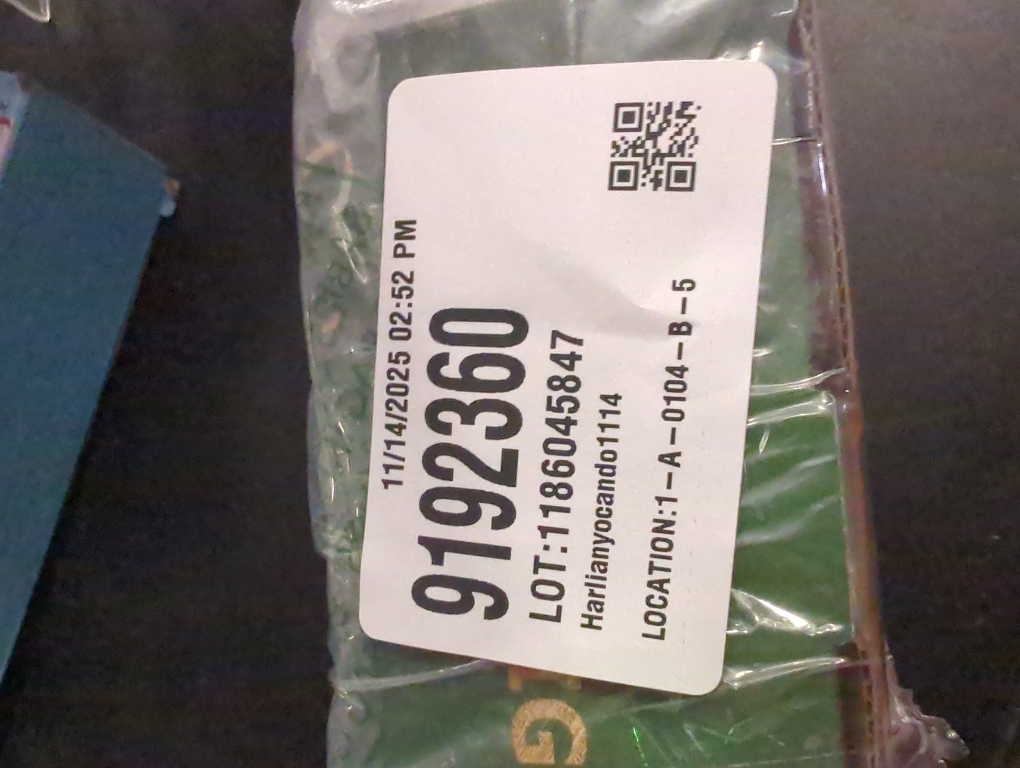 11/14/2025 02:52 PM
9192360
LOT:1186045847
Harlianyocando1114
LOCATION:1-A-0104-B-5
G